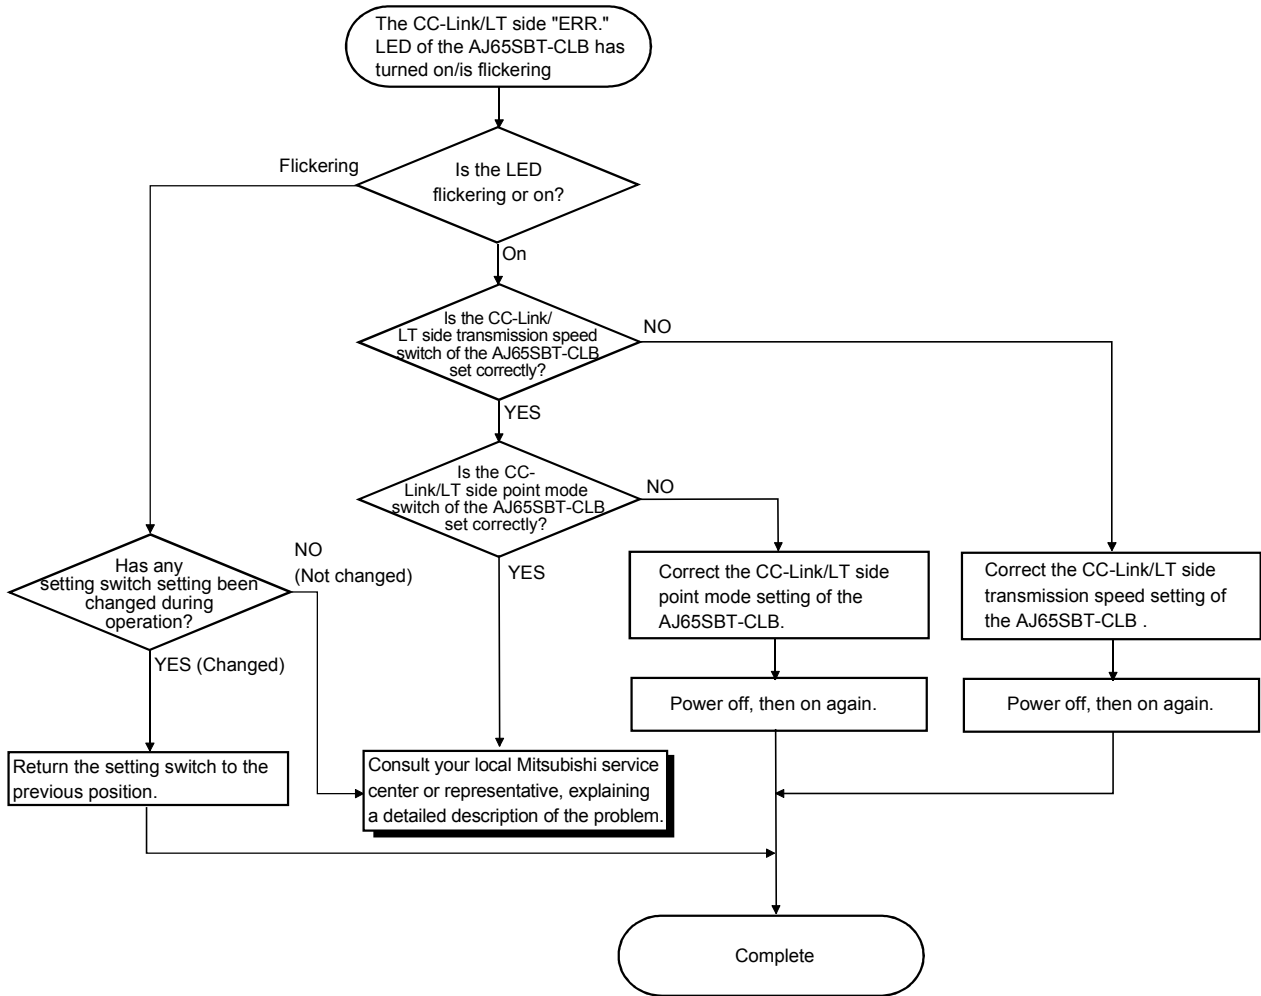 The CC-Link/LT side "ERR."
LED of the AJ65SBT-CLB has
turned on/is flickering
Flickering
Is the LED
flickering or on?
On
Is the CC-Link/
LT side transmission speed
switch of the AJ65SBT-CLB
set correctly?
NO
YES
Is the CC-
Link/LT side point mode
switch of the AJ65SBT-CLB
set correctly?
NO
YES
Has any
setting switch setting been
changed during
operation?
NO
(Not changed)
YES (Changed)
Correct the CC-Link/LT side
point mode setting of the
AJ65SBT-CLB.
Correct the CC-Link/LT side
transmission speed setting of
the AJ65SBT-CLB .
Power off, then on again.
Power off, then on again.
Return the setting switch to the
previous position.
Consult your local Mitsubishi service
center or representative, explaining
a detailed description of the problem.
Complete